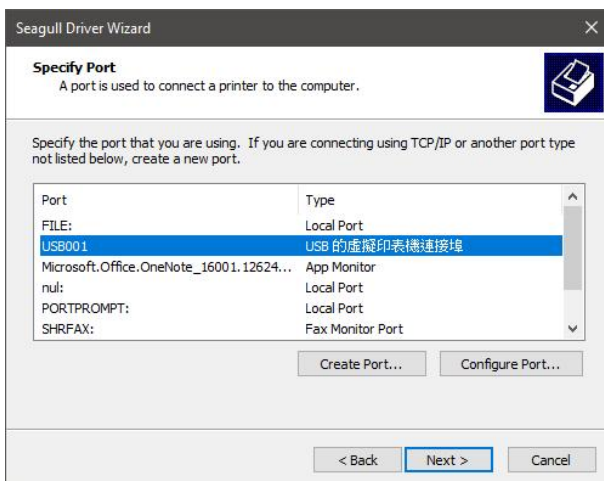 Seagull Driver Wizard
Specify Port
A port is used to connect a printer to the computer.
Specify the port that you are using. If you are connecting using TCP/IP or another port type
not listed below, create a new port.
Port Type
FILE: Local Port
USB001 USB 的虛擬印表機連接埠
Microsoft.Office.OneNote_16001.12624... App Monitor
nul: Local Port
PORTPROMPT: Local Port
SHRFAX: Fax Monitor Port
Create Port... Configure Port...
< Back Next > Cancel